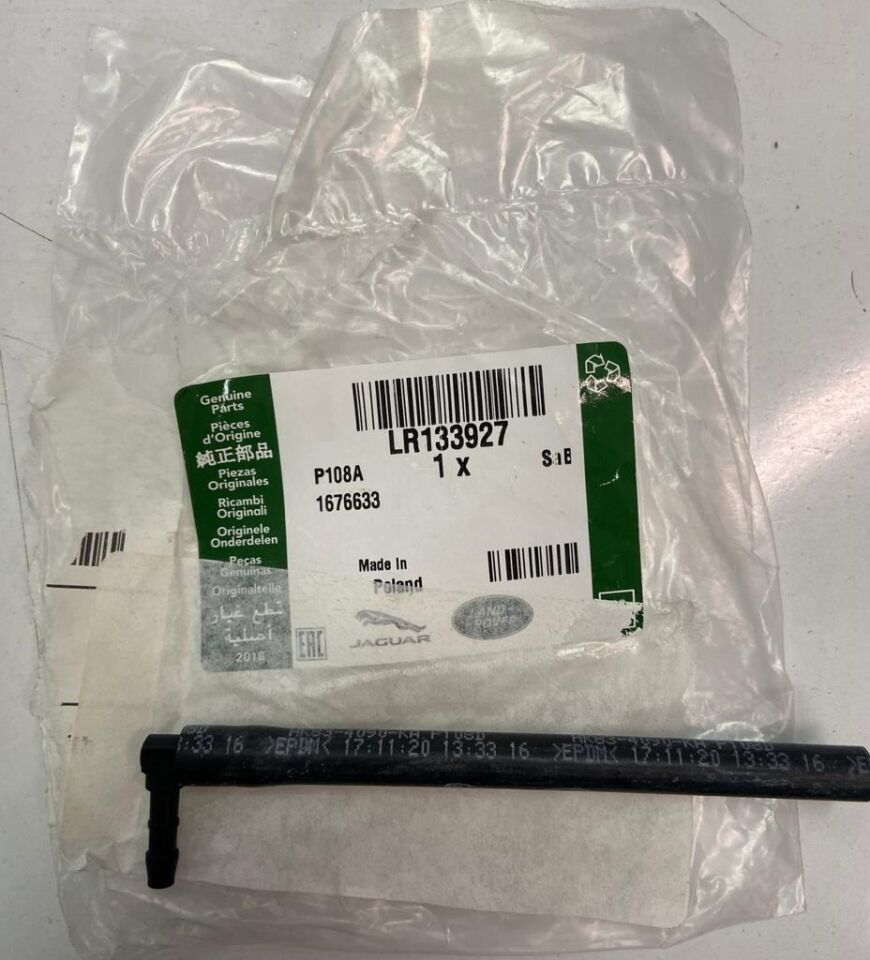 Genuine
Parts
Pièces
d'Origine
純正部品
Piezas
Originales
Ricambi
Originali
Originele
Onderdelen
Peças
Genuinas
Originalteile
قطع غيار
أصلية
2018
LR133927
1 x
P108A
1676633
Made In
Poland
EAC
JAGUAR
LAND-
ROVER
13:33 16 >EPDM< 17:11:20 13:33 16 >EPDM< 17:11:20 13:33 16